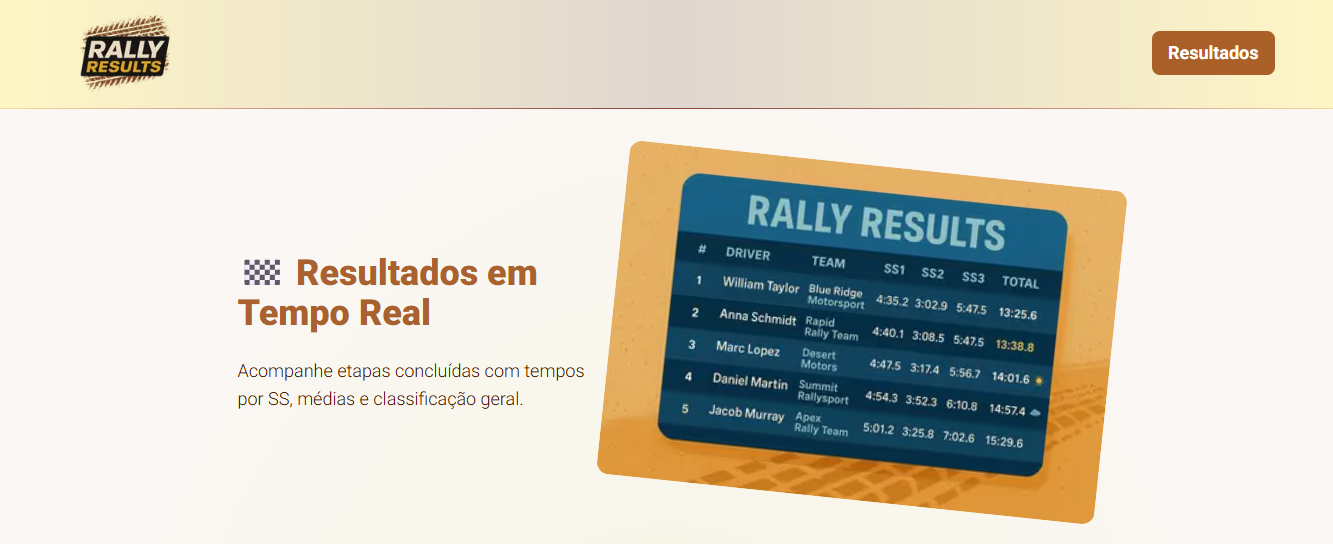 RALLY
RESULTS
Resultados
Resultados em
Tempo Real
Acompanhe etapas concluídas com tempos
por SS, médias e classificação geral.
RALLY RESULTS
# DRIVER TEAM SS1 SS2 SS3 TOTAL
1 William Taylor Blue Ridge Motorsport 4:35.2 3:02.9 5:47.5 13:25.6
2 Anna Schmidt Rapid Rally Team 4:40.1 3:08.5 5:47.5 13:38.8
3 Marc Lopez Desert Motors 4:47.5 3:17.4 5:56.7 14:01.6
4 Daniel Martin Summit Rallysport 4:54.3 3:52.3 6:10.8 14:57.4
5 Jacob Murray Apex Rally Team 5:01.2 3:25.8 7:02.6 15:29.6